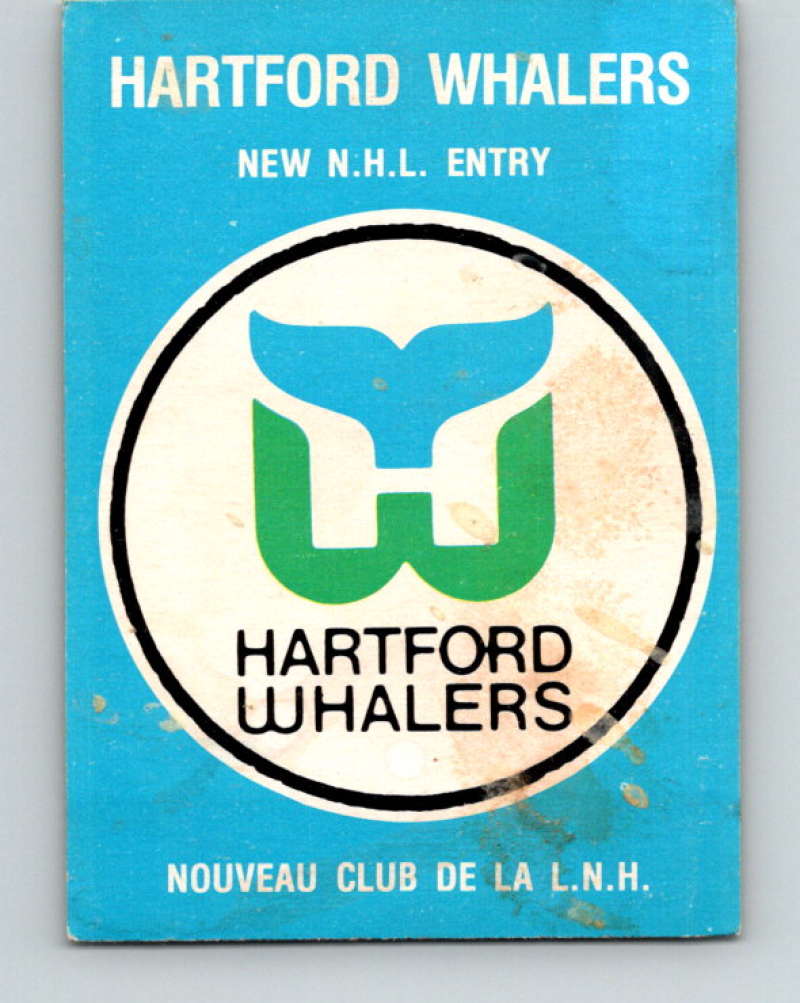 HARTFORD WHALERS
NEW N.H.L. ENTRY
HARTFORD
WHALERS
NOUVEAU CLUB DE LA L.N.H.